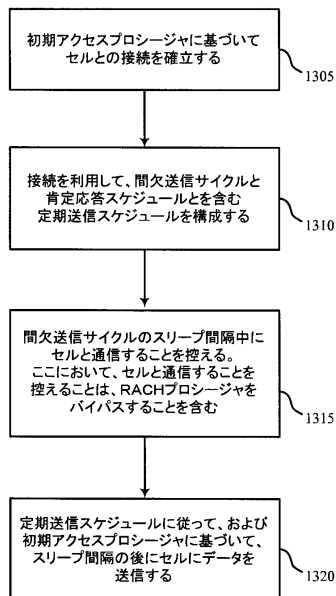 初期アクセスプロシージャに基づいて
セルとの接続を確立する
1305
接続を利用して、間欠送信サイクルと
肯定応答スケジュールとを含む
定期送信スケジュールを構成する
1310
間欠送信サイクルのスリープ間隔中に
セルと通信することを控える。
ここにおいて、セルと通信することを
控えることは、RACHプロシージャを
バイパスすることを含む
1315
定期送信スケジュールに従って、および
初期アクセスプロシージャに基づいて、
スリープ間隔の後にセルにデータを
送信する
1320